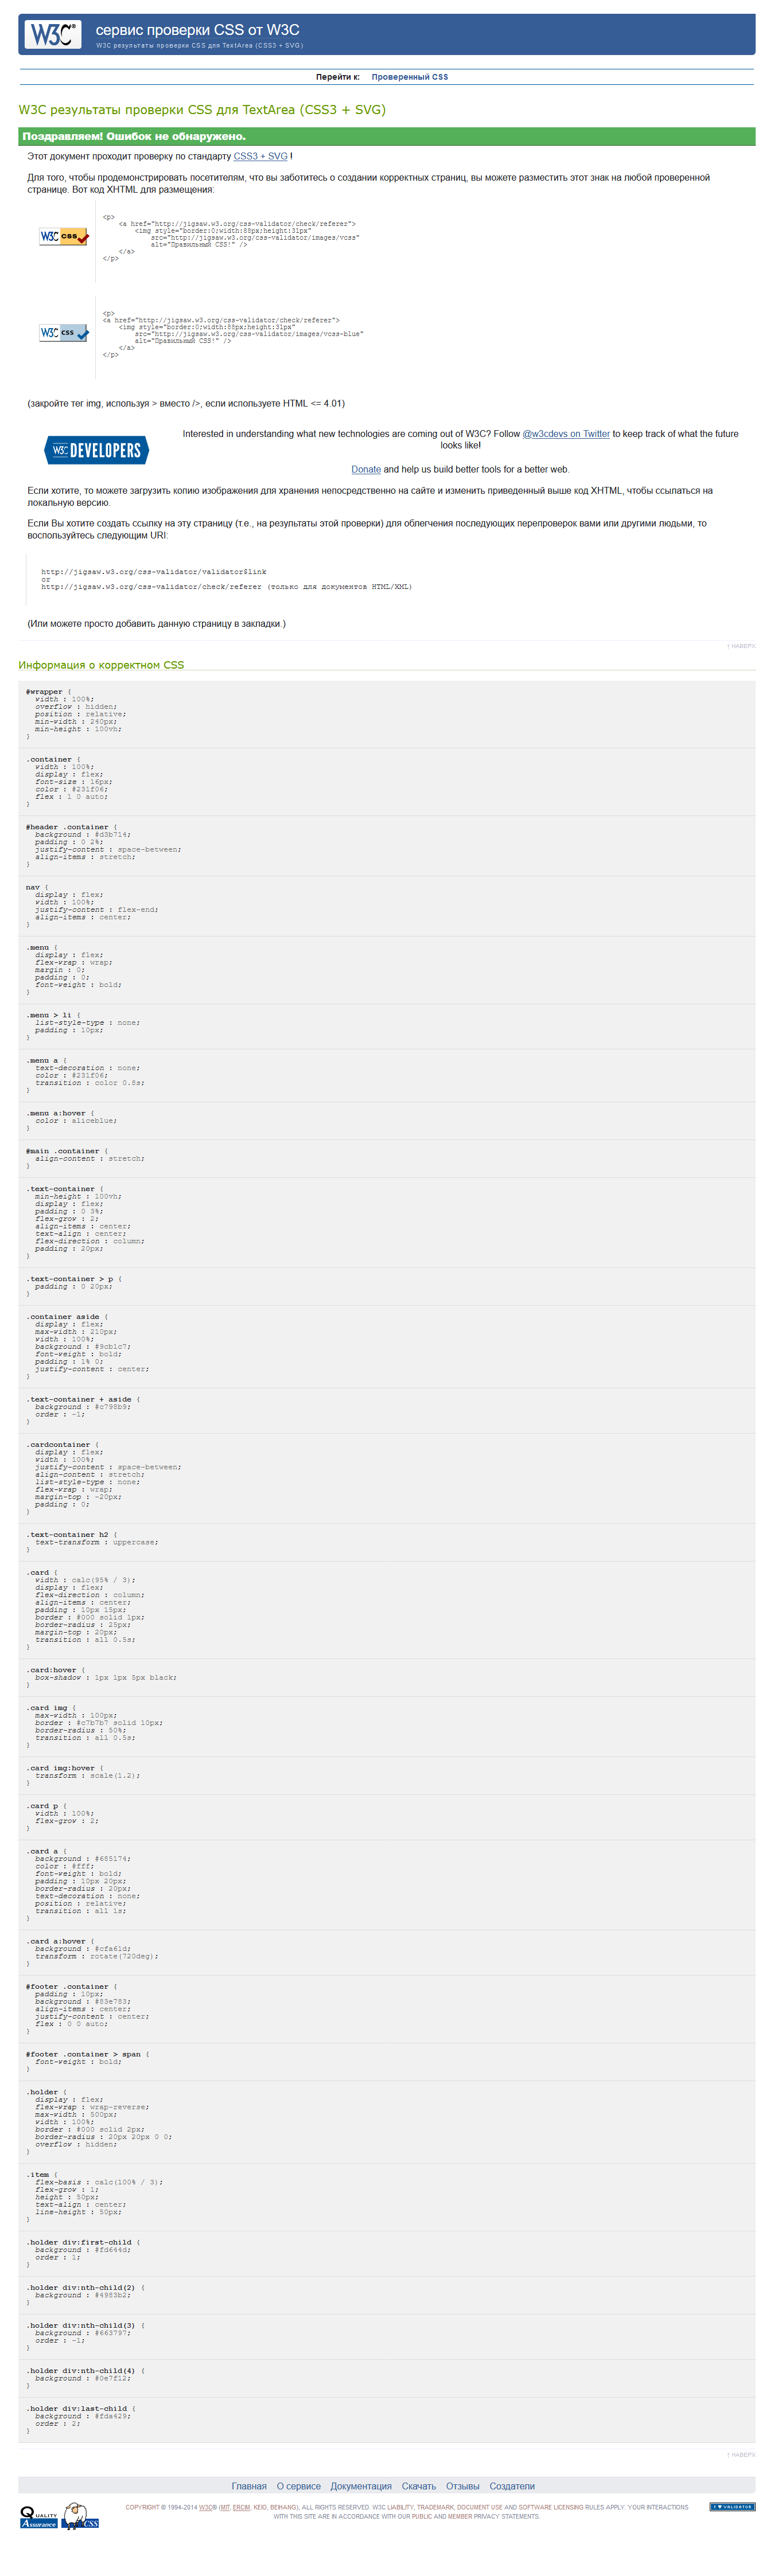 W3C®
сервис проверки CSS от W3C
W3C результаты проверки CSS для TextArea (CSS3 + SVG)
Перейти к: Проверенный CSS
W3C результаты проверки CSS для TextArea (CSS3 + SVG)
Поздравляем! Ошибок не обнаружено.
Этот документ проходит проверку по стандарту CSS3 + SVG !
Для того, чтобы продемонстрировать посетителям, что вы заботитесь о создании корректных страниц, вы можете разместить этот знак на любой проверенной
странице. Вот код XHTML для размещения:
W3C css
<p>
<a href="http://jigsaw.w3.org/css-validator/check/referer">
<img style="border:0;width:88px;height:31px"
src="http://jigsaw.w3.org/css-validator/images/vcss"
alt="Правильный CSS!" />
</a>
</p>
W3C css
<p>
<a href="http://jigsaw.w3.org/css-validator/check/referer">
<img style="border:0;width:88px;height:31px"
src="http://jigsaw.w3.org/css-validator/images/vcss-blue"
alt="Правильный CSS!" />
</a>
</p>
(закройте тег img, используя > вместо />, если используете HTML <= 4.01)
W3C DEVELOPERS
Interested in understanding what new technologies are coming out of W3C? Follow @w3cdevs on Twitter to keep track of what the future
looks like!
Donate and help us build better tools for a better web.
Если хотите, то можете загрузить копию изображения для хранения непосредственно на сайте и изменить приведенный выше код XHTML, чтобы ссылаться на
локальную версию.
Если Вы хотите создать ссылку на эту страницу (т.е., на результаты этой проверки) для облегчения последующих перепроверок вами или другими людьми, то
воспользуйтесь следующим URI:
http://jigsaw.w3.org/css-validator/validator$link
or
http://jigsaw.w3.org/css-validator/check/referer (только для документов HTML/XML)
(Или можете просто добавить данную страницу в закладки.)
↑ НАВЕРХ
Информация о корректном CSS
#wrapper {
width : 100%;
overflow : hidden;
position : relative;
min-width : 240px;
min-height : 100vh;
}
.container {
width : 100%;
display : flex;
font-size : 16px;
color : #231f06;
flex : 1 0 auto;
}
#header .container {
background : #d3b714;
padding : 0 2%;
justify-content : space-between;
align-items : stretch;
}
nav {
display : flex;
width : 100%;
justify-content : flex-end;
align-items : center;
}
.menu {
display : flex;
flex-wrap : wrap;
margin : 0;
padding : 0;
font-weight : bold;
}
.menu > li {
list-style-type : none;
padding : 10px;
}
.menu a {
text-decoration : none;
color : #231f06;
transition : color 0.8s;
}
.menu a:hover {
color : aliceblue;
}
#main .container {
align-content : stretch;
}
.text-container {
min-height : 100vh;
display : flex;
padding : 0 3%;
flex-grow : 2;
align-items : center;
text-align : center;
flex-direction : column;
padding : 20px;
}
.text-container > p {
padding : 0 20px;
}
.container aside {
display : flex;
max-width : 210px;
width : 100%;
background : #9cb1c7;
font-weight : bold;
padding : 1% 0;
justify-content : center;
}
.text-container + aside {
background : #c798b9;
order : -1;
}
.cardcontainer {
display : flex;
width : 100%;
justify-content : space-between;
align-content : stretch;
list-style-type : none;
flex-wrap : wrap;
margin-top : -20px;
padding : 0;
}
.text-container h2 {
text-transform : uppercase;
}
.card {
width : calc(95% / 3);
display : flex;
flex-direction : column;
align-items : center;
padding : 10px 15px;
border : #000 solid 1px;
border-radius : 25px;
margin-top : 20px;
transition : all 0.5s;
}
.card:hover {
box-shadow : 1px 1px 5px black;
}
.card img {
max-width : 100px;
border : #c7b7b7 solid 10px;
border-radius : 50%;
transition : all 0.5s;
}
.card img:hover {
transform : scale(1.2);
}
.card p {
width : 100%;
flex-grow : 2;
}
.card a {
background : #685174;
color : #fff;
font-weight : bold;
padding : 10px 20px;
border-radius : 20px;
text-decoration : none;
position : relative;
transition : all 1s;
}
.card a:hover {
background : #cfa61d;
transform : rotate(720deg);
}
#footer .container {
padding : 10px;
background : #83e783;
align-items : center;
justify-content : center;
flex : 0 0 auto;
}
#footer .container > span {
font-weight : bold;
}
.holder {
display : flex;
flex-wrap : wrap-reverse;
max-width : 500px;
width : 100%;
border : #000 solid 2px;
border-radius : 20px 20px 0 0;
overflow : hidden;
}
.item {
flex-basis : calc(100% / 3);
flex-grow : 1;
height : 50px;
text-align : center;
line-height : 50px;
}
.holder div:first-child {
background : #fd644d;
order : 1;
}
.holder div:nth-child(2) {
background : #4983b2;
}
.holder div:nth-child(3) {
background : #663797;
order : -1;
}
.holder div:nth-child(4) {
background : #0e7f12;
}
.holder div:last-child {
background : #fda429;
order : 2;
}
↑ НАВЕРХ
Главная О сервисе Документация Скачать Отзывы Создатели
QUALITY
Assurance
CSS
COPYRIGHT © 1994-2014 W3C® (MIT, ERCIM, KEIO, BEIHANG), ALL RIGHTS RESERVED. W3C LIABILITY, TRADEMARK, DOCUMENT USE AND SOFTWARE LICENSING RULES APPLY. YOUR INTERACTIONS
WITH THIS SITE ARE IN ACCORDANCE WITH OUR PUBLIC AND MEMBER PRIVACY STATEMENTS.
I ♥ VALIDATOR